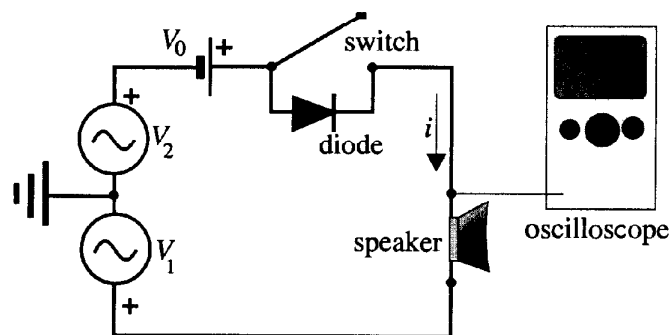 V0 +
switch
+
V2
diode
i
V1
speaker
oscilloscope
+